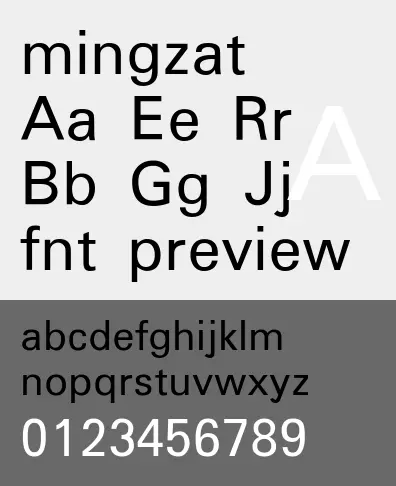 mingzat
Aa Ee Rr
A
Bb Gg Jj
fnt preview
abcdefghijklm
nopqrstuvwxyz
0123456789